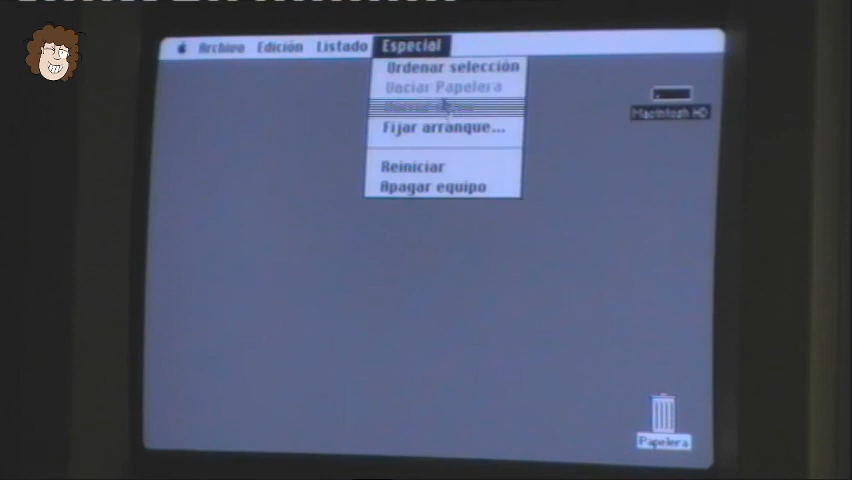 Archivo Edición Listado Especial
Ordenar selección
Vaciar Papelera
Fijar arranque...
Reiniciar
Apagar equipo
Macintosh HD
Papelera